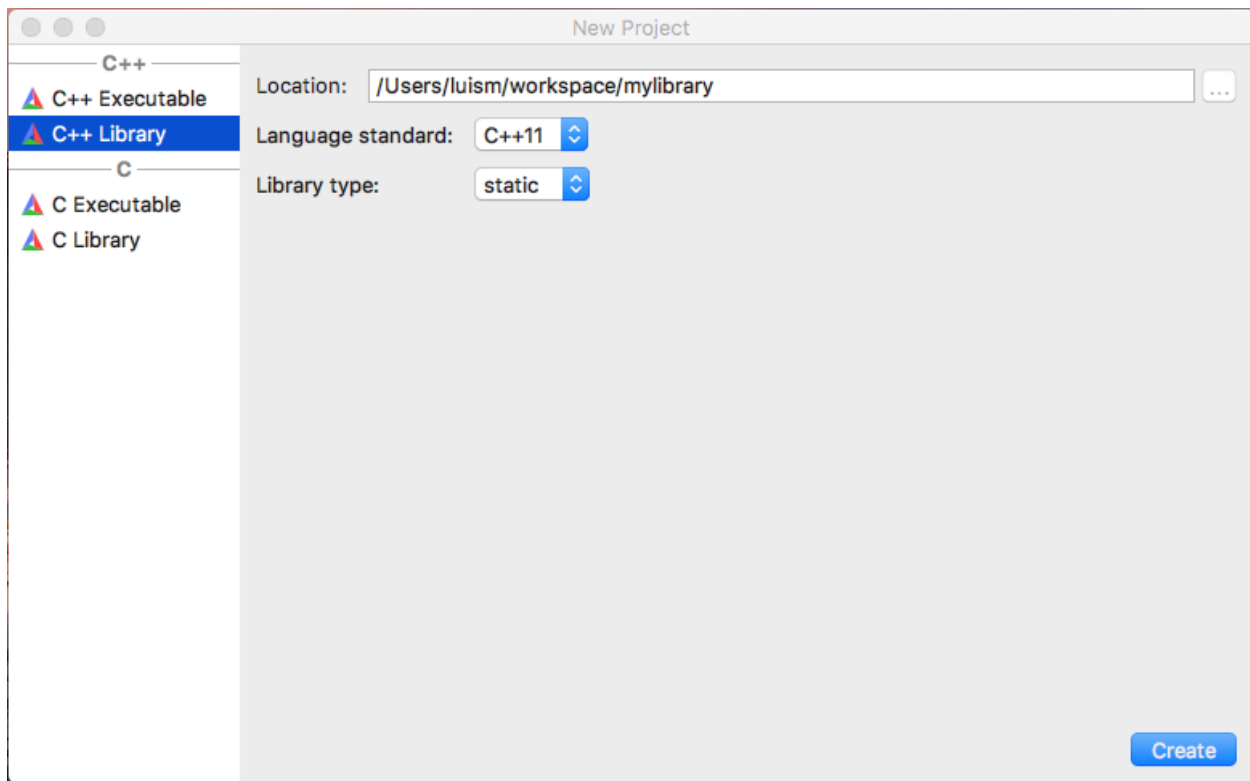 New Project
C++
C++ Executable
C++ Library
C
C Executable
C Library
Location: /Users/luism/workspace/mylibrary ...
Language standard: C++11
Library type: static
Create